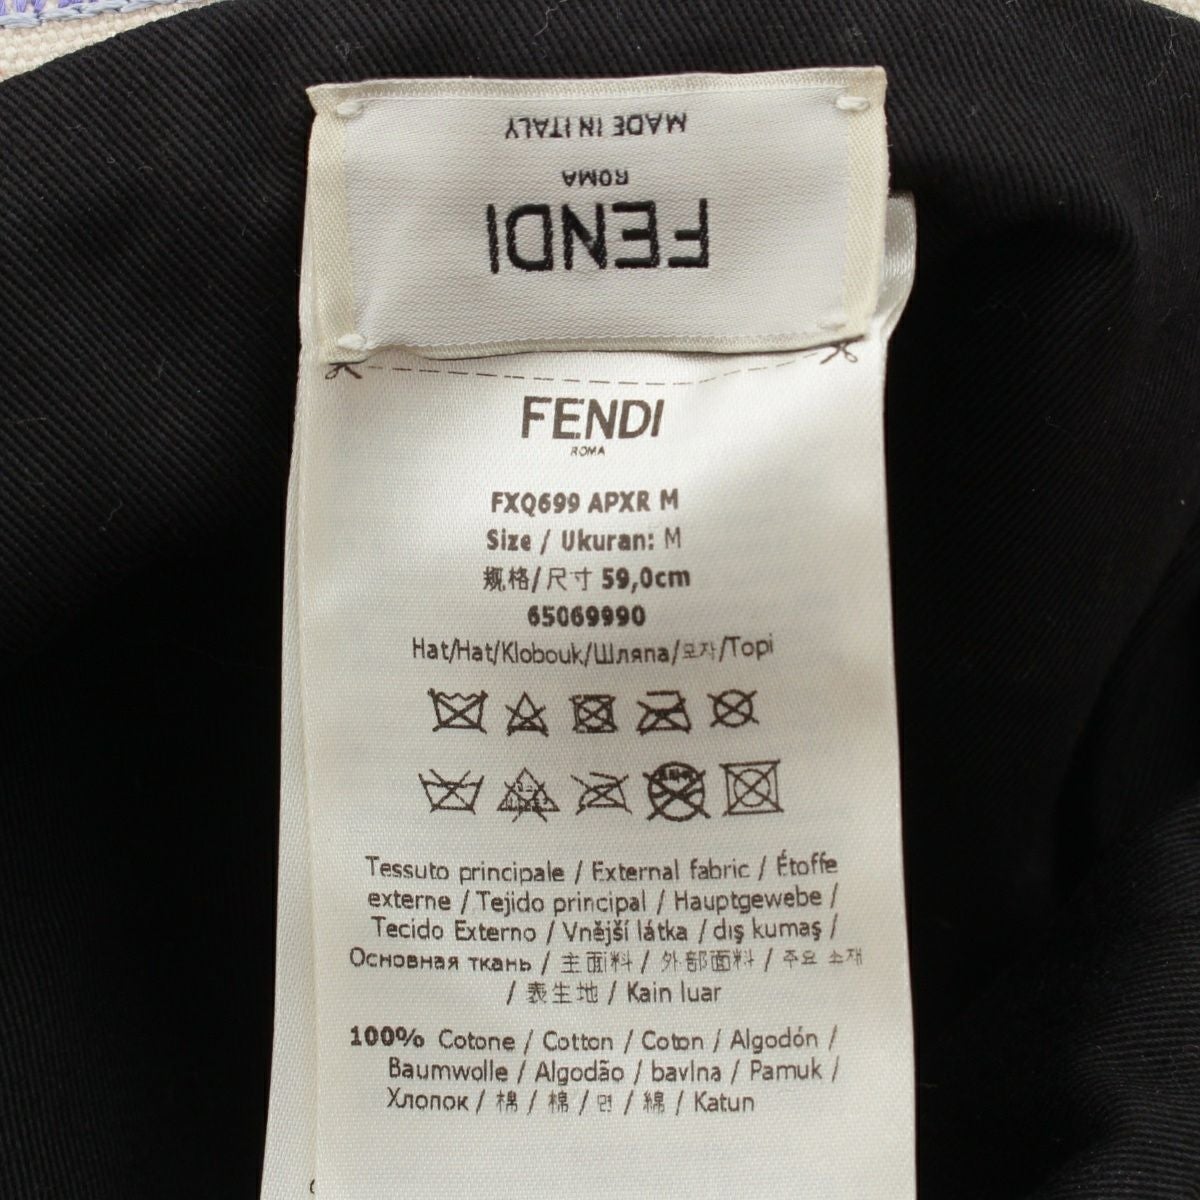 MADE IN ITALY
ROMA
FENDI
FENDI
ROMA
FXQ699 APXR M
Size / Ukuran: M
规格/尺寸 59,0cm
65069990
Hat/Hat/Klobouk/Шляпа/모자/Topi
Tessuto principale / External fabric / Étoffe
externe / Tejido principal / Hauptgewebe /
Tecido Externo / Vnější látka / dış kumaş /
Основная ткань / 主面料 / 外部面料 / 주요 소재
/ 表生地 / Kain luar
100% Cotone / Cotton / Coton / Algodón /
Baumwolle / Algodão / bavlna / Pamuk /
Хлопок / 棉 / 棉 / 면 / 綿 / Katun